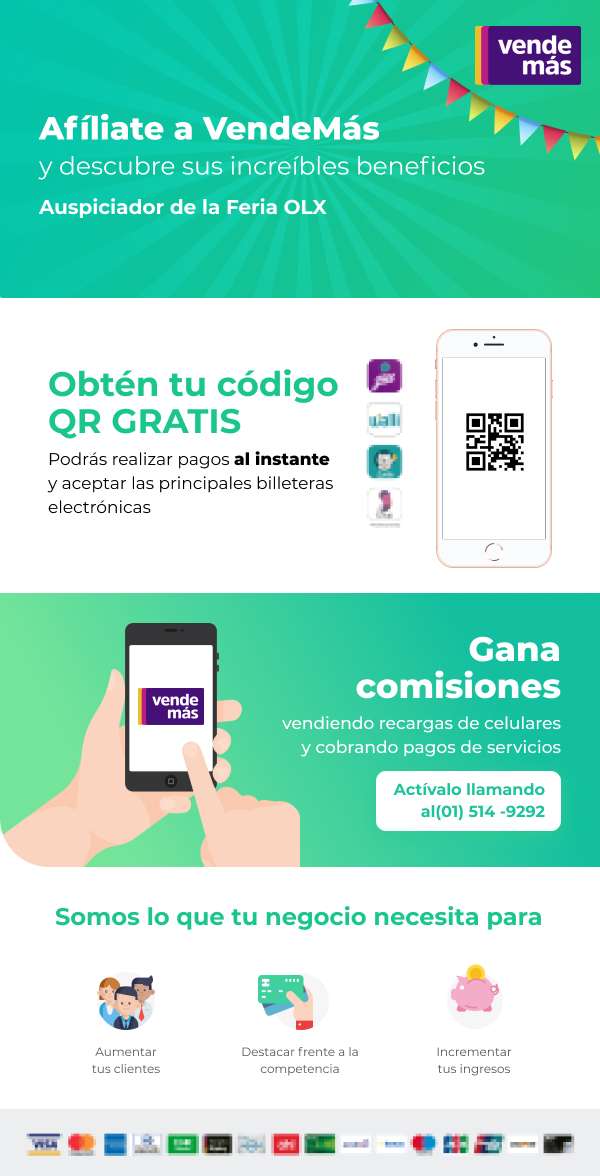 vende
más
Afíliate a VendeMás
y descubre sus increíbles beneficios
Auspiciador de la Feria OLX
Obtén tu código
QR GRATIS
Podrás realizar pagos al instante
y aceptar las principales billeteras
electrónicas
vende
más
Gana
comisiones
vendiendo recargas de celulares
y cobrando pagos de servicios
Actívalo llamando
al(01) 514 -9292
Somos lo que tu negocio necesita para
Aumentar
tus clientes
Destacar frente a la
competencia
Incrementar
tus ingresos
VISA